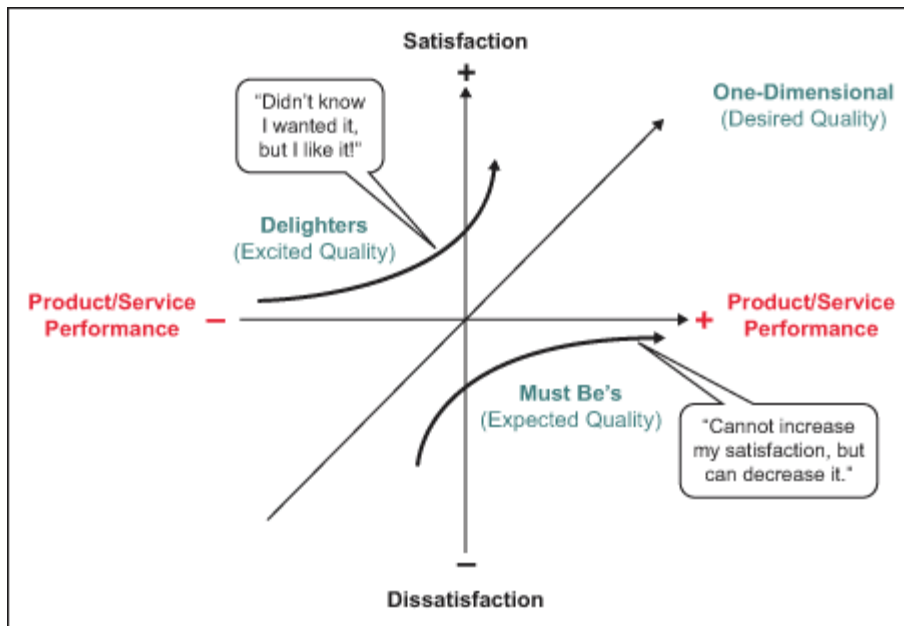 Satisfaction
+
“Didn’t know
I wanted it,
but I like it!”
One-Dimensional
(Desired Quality)
Delighters
(Excited Quality)
Product/Service
Performance
–
+
Product/Service
Performance
Must Be’s
(Expected Quality)
“Cannot increase
my satisfaction, but
can decrease it.”
–
Dissatisfaction